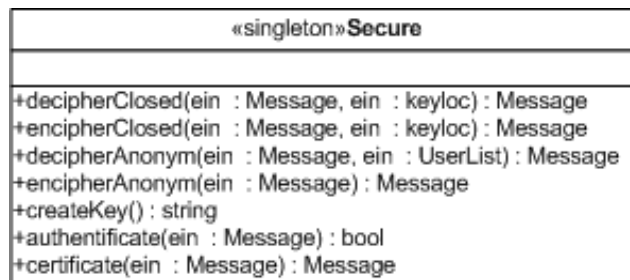 «singleton»Secure
+decipherClosed(ein : Message, ein : keyloc) : Message
+encipherClosed(ein : Message, ein : keyloc) : Message
+decipherAnonym(ein : Message, ein : UserList) : Message
+encipherAnonym(ein : Message) : Message
+createKey() : string
+authentificate(ein : Message) : bool
+certificate(ein : Message) : Message